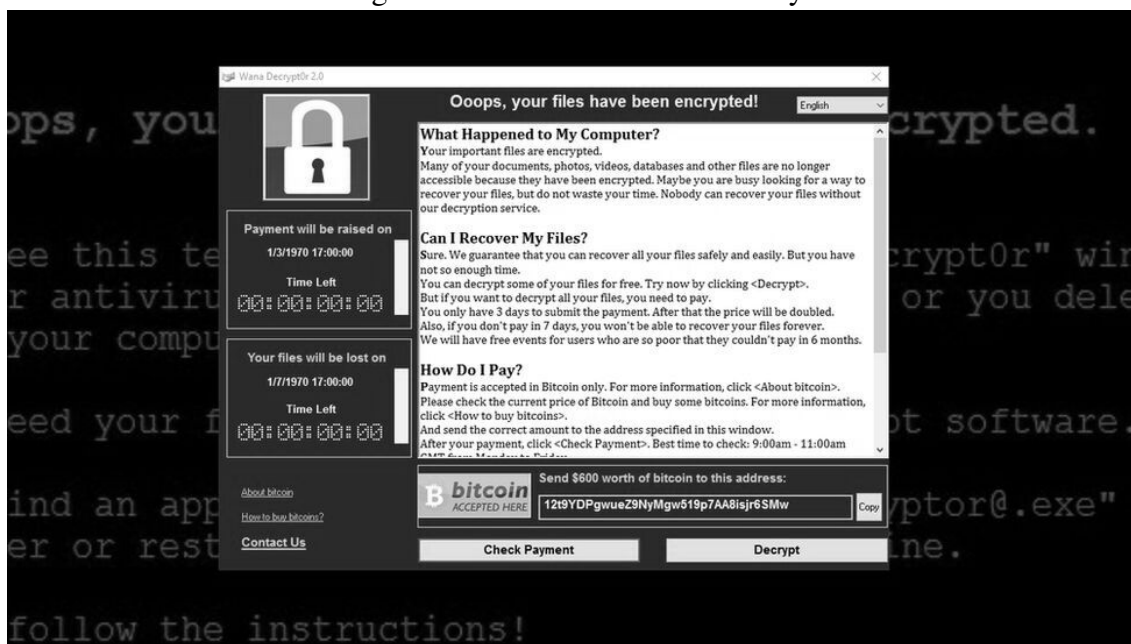 Wana Decrypt0r 2.0
Ooops, your files have been encrypted!
English
Payment will be raised on
1/3/1970 17:00:00
Time Left
00:00:00:00
Your files will be lost on
1/7/1970 17:00:00
Time Left
00:00:00:00
About bitcoin
How to buy bitcoins?
Contact Us
What Happened to My Computer?
Your important files are encrypted.
Many of your documents, photos, videos, databases and other files are no longer
accessible because they have been encrypted. Maybe you are busy looking for a way to
recover your files, but do not waste your time. Nobody can recover your files without
our decryption service.
Can I Recover My Files?
Sure. We guarantee that you can recover all your files safely and easily. But you have
not so enough time.
You can decrypt some of your files for free. Try now by clicking <Decrypt>.
But if you want to decrypt all your files, you need to pay.
You only have 3 days to submit the payment. After that the price will be doubled.
Also, if you don't pay in 7 days, you won't be able to recover your files forever.
We will have free events for users who are so poor that they couldn't pay in 6 months.
How Do I Pay?
Payment is accepted in Bitcoin only. For more information, click <About bitcoin>.
Please check the current price of Bitcoin and buy some bitcoins. For more information,
click <How to buy bitcoins>.
And send the correct amount to the address specified in this window.
After your payment, click <Check Payment>. Best time to check: 9:00am - 11:00am
GMT from Monday to Friday
bitcoin
ACCEPTED HERE
Send $600 worth of bitcoin to this address:
12t9YDPgwueZ9NyMgw519p7AA8isjr6SMw
Copy
Check Payment
Decrypt
ops, you
crypted.
ee this te
crypt0r" win
r antiviru
or you dele
your compu
eed your f
pt software.
ind an app
yptor@.exe"
er or rest
ine.
follow the instructions!